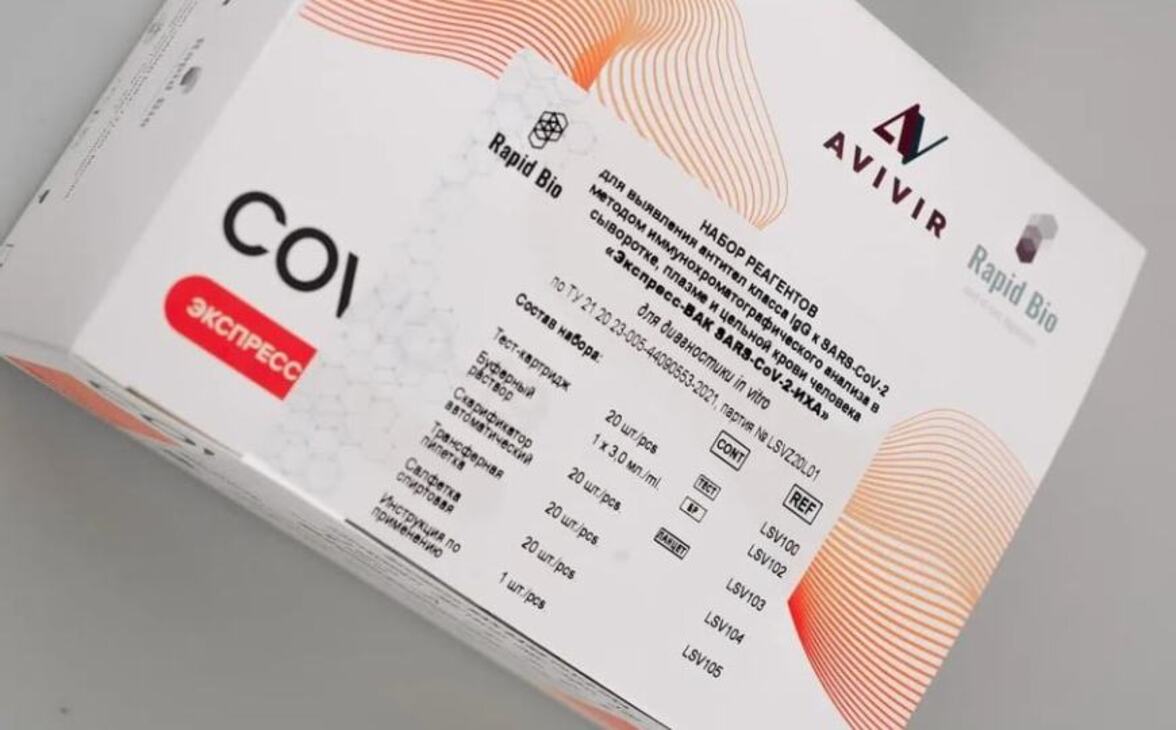 COV
ЭКСПРЕСС
Rapid Bio
AVIVIR
Rapid Bio
НАБОР РЕАГЕНТОВ
для выявления антител класса IgG к SARS-CoV-2
методом иммунохроматографического анализа в
сыворотке, плазме и цельной крови человека
«Экспресс-ВАК SARS-CoV-2-ИХА»
для диагностики in vitro
по ТУ 21.20.23-005-44090553-2021, партия № LSVZ20L01
Состав набора:
CONT
REF
Тест-картридж
20 шт./pcs
ТЕСТ
LSV100
Буферный
раствор
1 x 3,0 мл./ml.
БР
LSV102
Скарификатор
автоматический
20 шт./pcs.
ЛАНЦЕТ
LSV103
Трансферная
пипетка
20 шт./pcs.
LSV104
Салфетка
спиртовая
20 шт./pcs
LSV105
Инструкция по
применению
1 шт./pcs